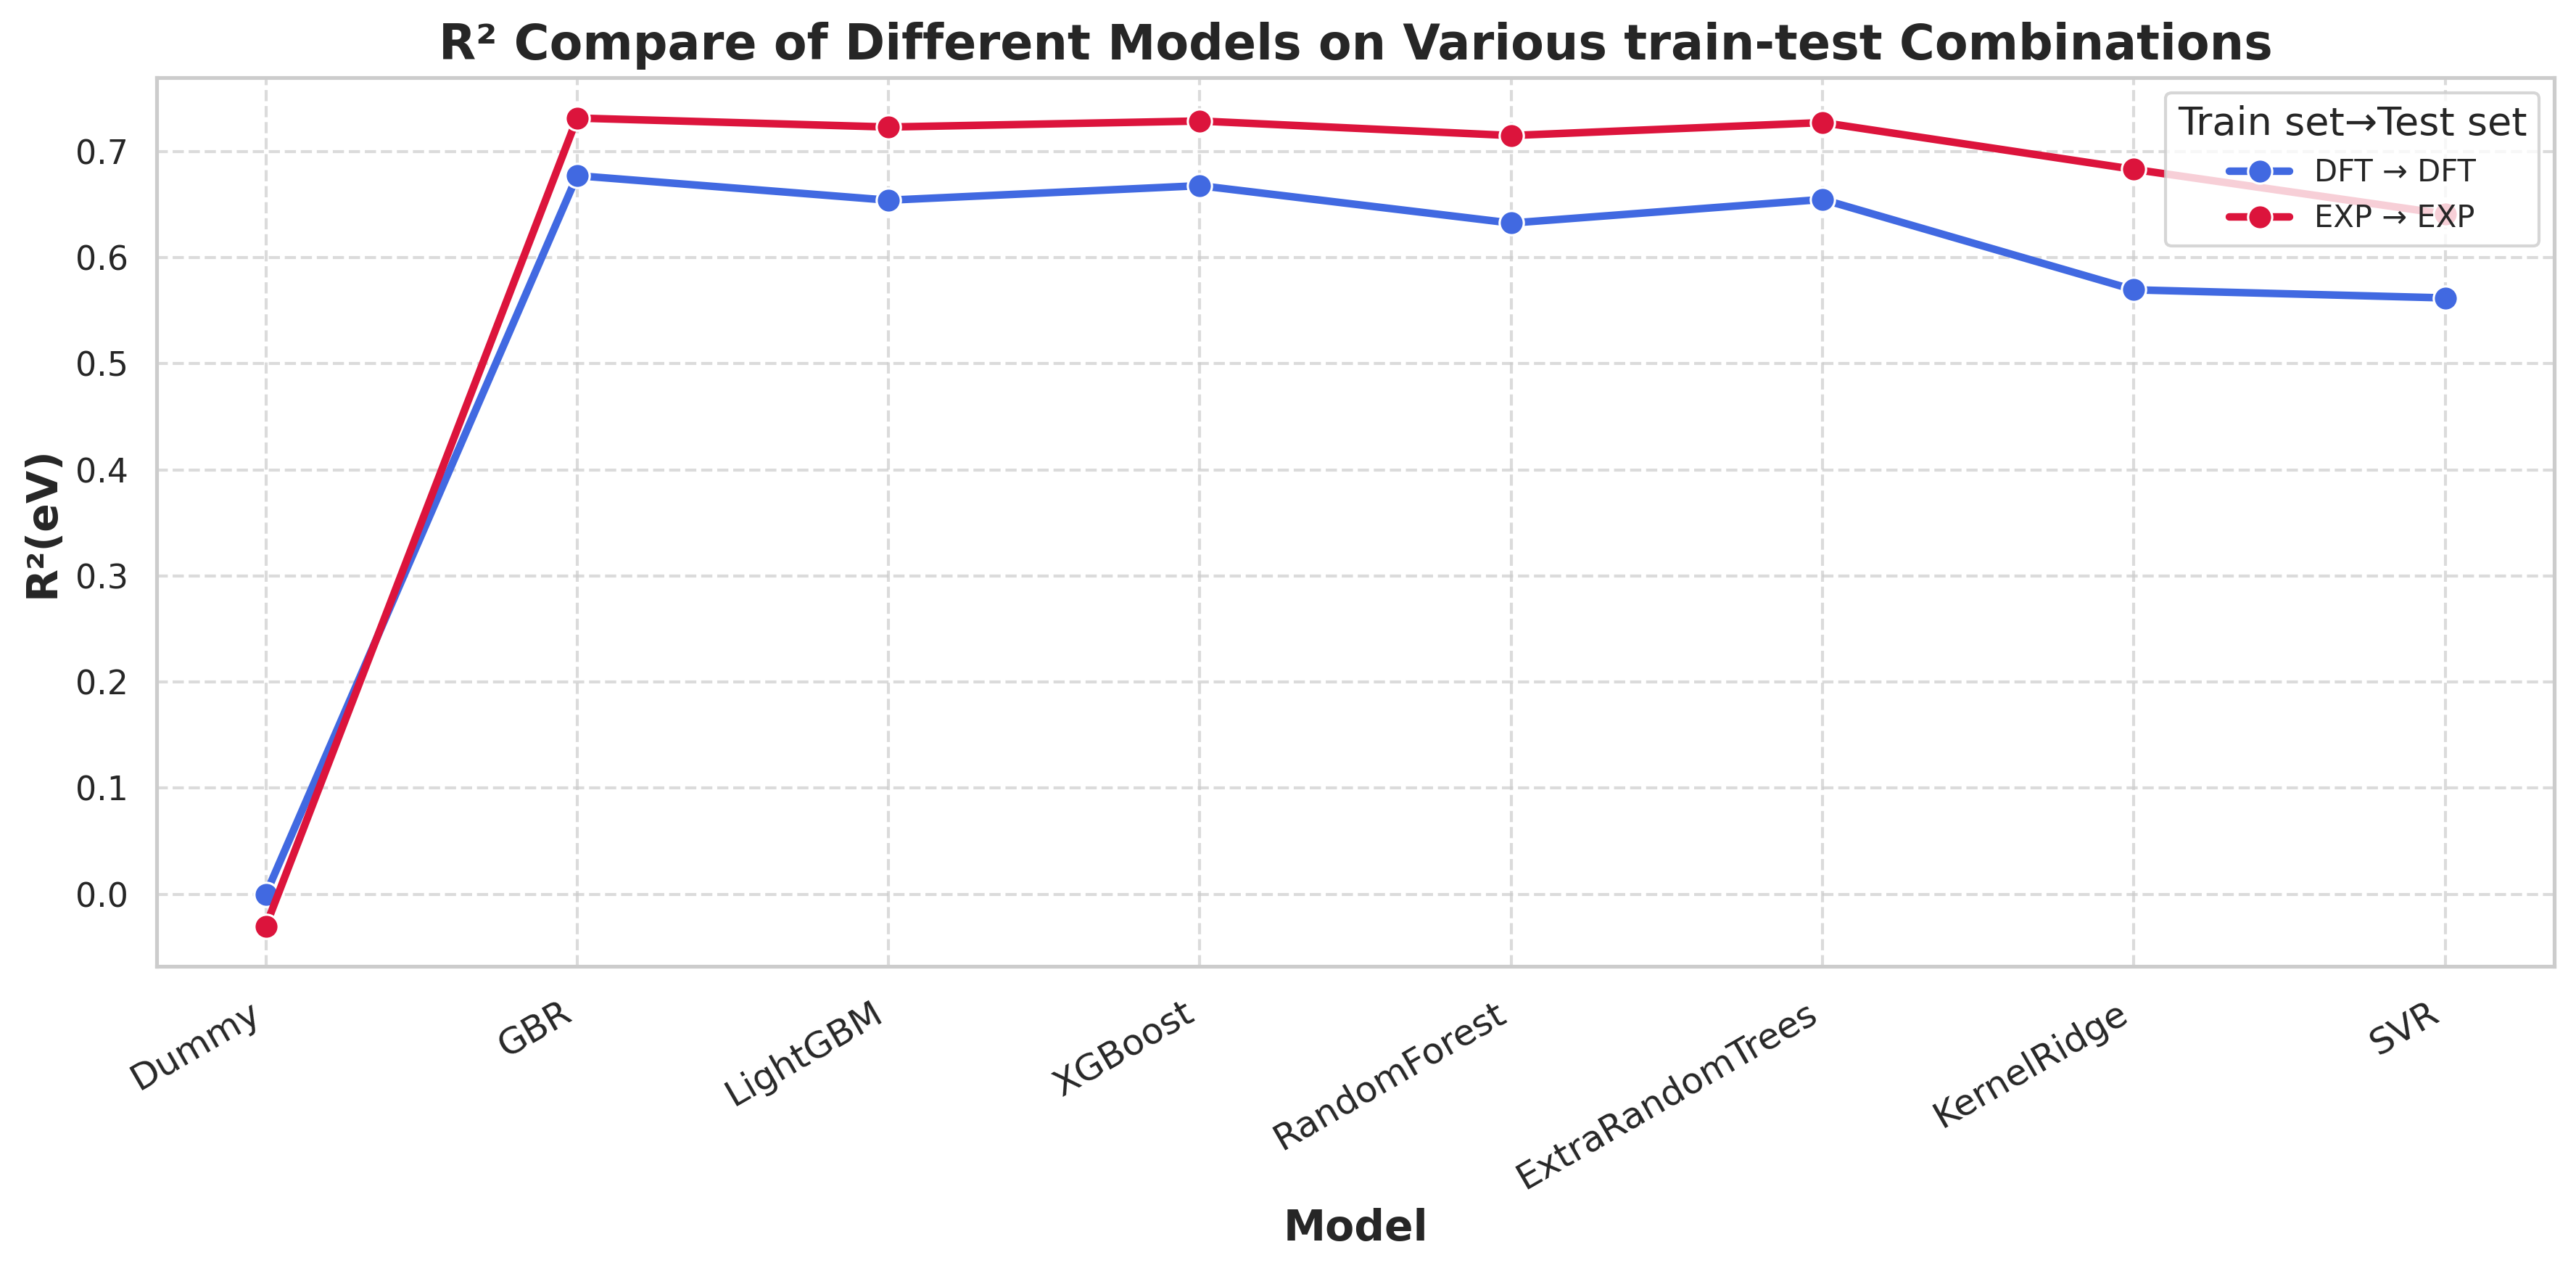 R² Compare of Different Models on Various train-test Combinations
Train set→Test set
DFT → DFT
EXP → EXP
R²(eV)
0.7
0.6
0.5
0.4
0.3
0.2
0.1
0.0
Dummy
GBR
LightGBM
XGBoost
RandomForest
ExtraRandomTrees
KernelRidge
SVR
Model